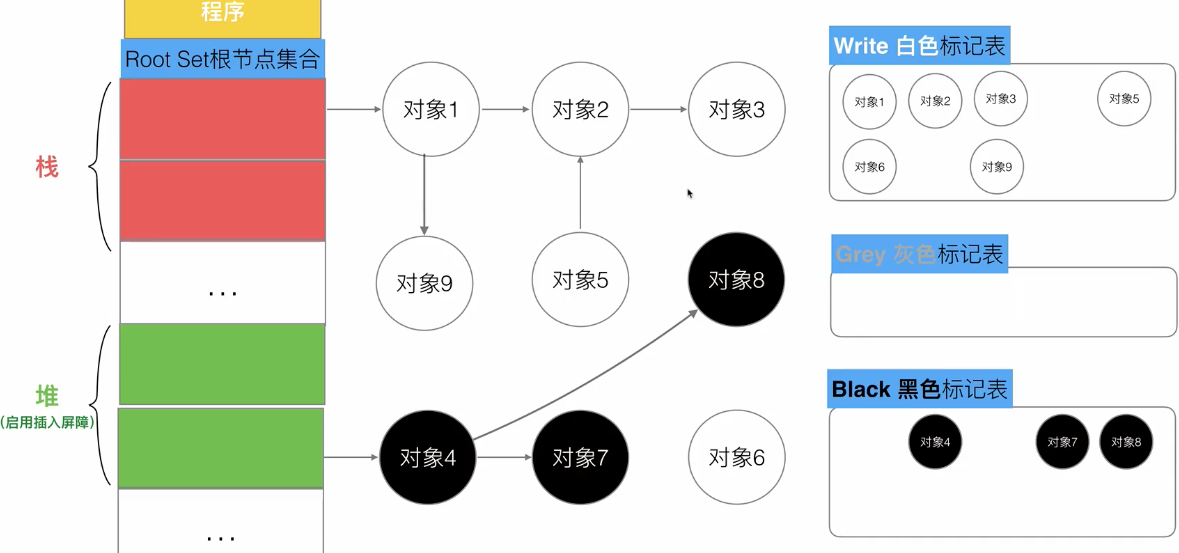 程序
Root Set根节点集合
栈
...
堆
(启用插入屏障)
...
对象1
对象2
对象3
对象9
对象5
对象8
对象4
对象7
对象6
Write 白色标记表
对象1
对象2
对象3
对象5
对象6
对象9
Grey 灰色标记表
Black 黑色标记表
对象4
对象7
对象8